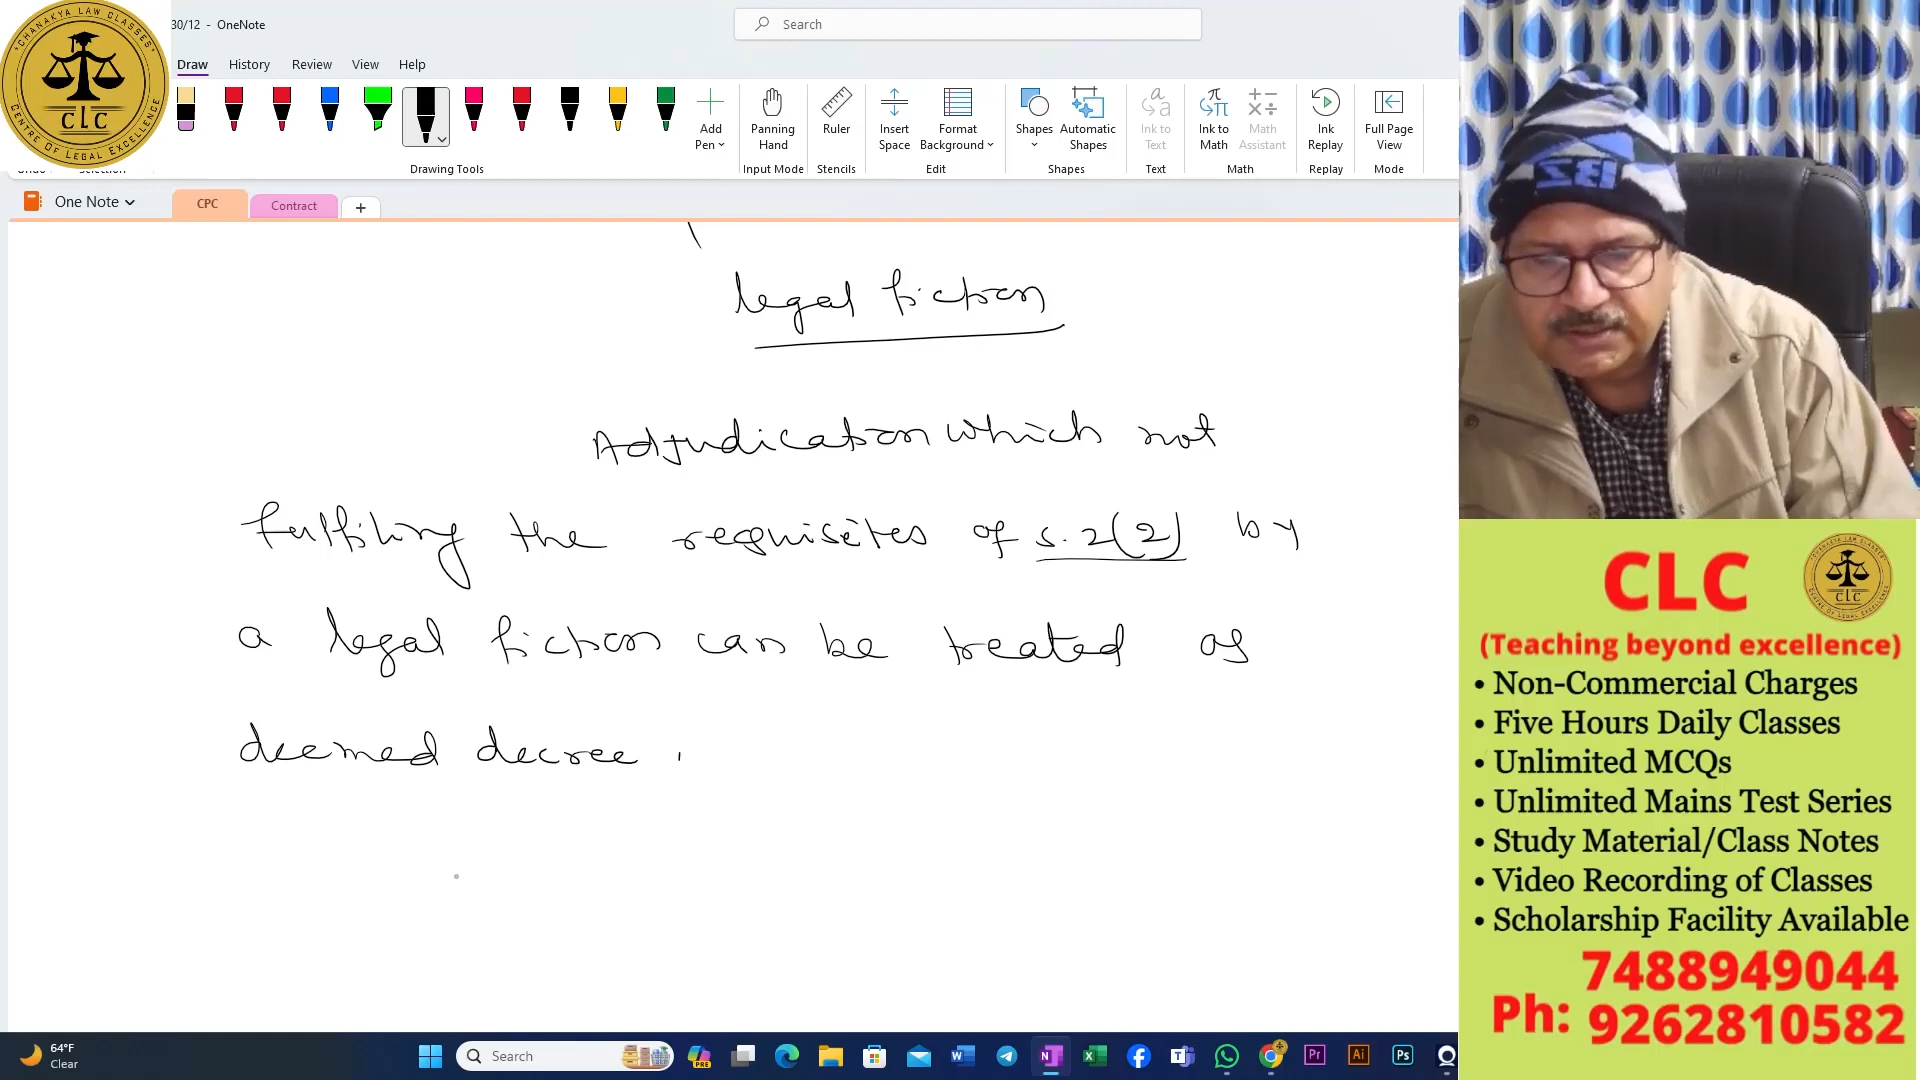 30/12 - OneNote
Search
Draw History Review View Help
Add Pen
Panning Hand
Ruler
Insert Space
Format Background
Shapes
Automatic Shapes
Ink to Text
Ink to Math
Math Assistant
Ink Replay
Full Page View
Drawing Tools
Input Mode
Stencils
Edit
Shapes
Text
Math
Replay
Mode
CHANAKYA LAW CLASSES
CLC
CENTRE OF LEGAL EXCELLENCE
One Note
CPC
Contract
legal fiction
Adjudication which not
fulfiling the requisites of S. 2(2) by
a legal fiction can be treated as
deemed decree.
CLC
CLC
(Teaching beyond excellence)
• Non-Commercial Charges
• Five Hours Daily Classes
• Unlimited MCQs
• Unlimited Mains Test Series
• Study Material/Class Notes
• Video Recording of Classes
• Scholarship Facility Available
Ph: 7488949044
9262810582
64°F
Clear
Search